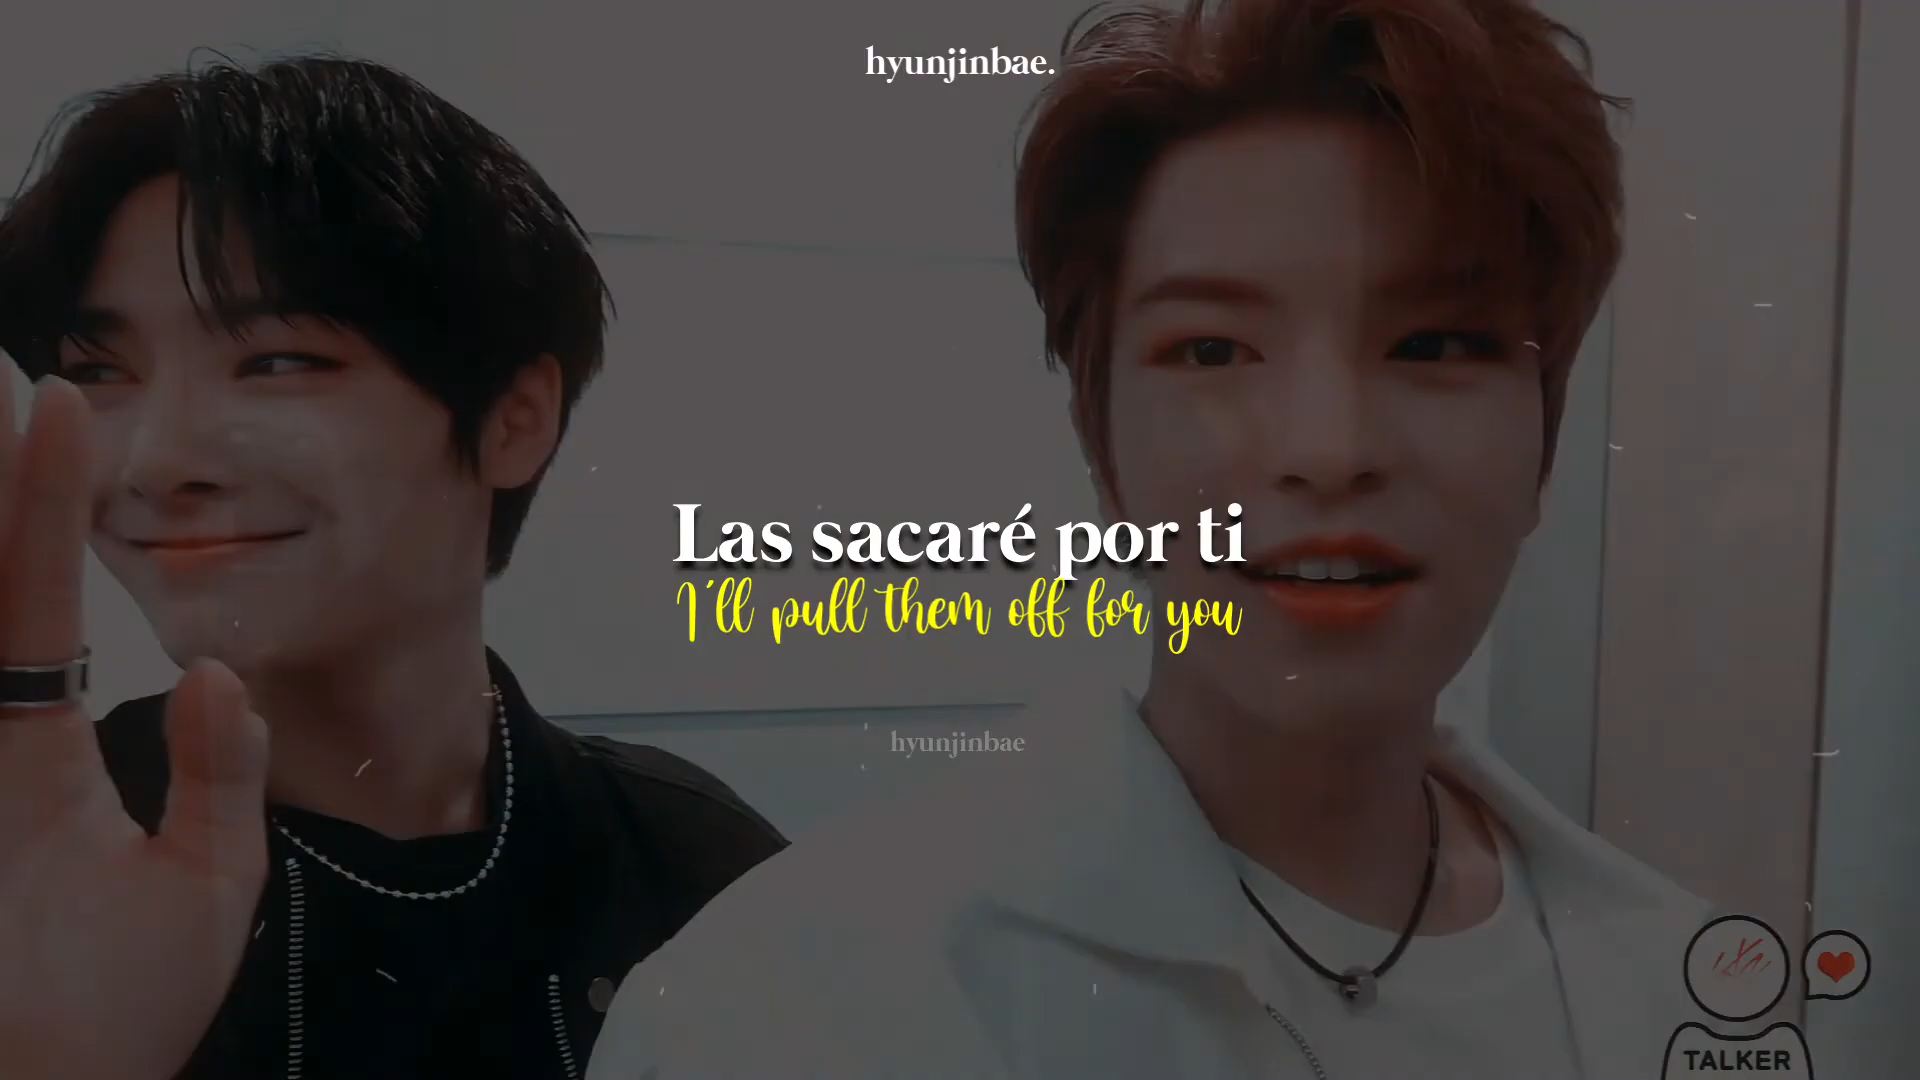 hyunjinbae.
Las sacaré por ti
I'll pull them off for you
hyunjinbae
TALKER